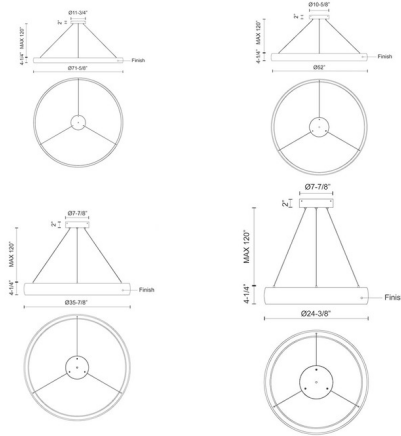 Ø11-3/4"
2"
MAX 120"
4-1/4"
Finish
Ø71-5/8"
Ø10-5/8"
2"
MAX 120"
4-1/4"
Finish
Ø52"
Ø7-7/8"
2"
MAX 120"
4-1/4"
Finish
Ø35-7/8"
Ø7-7/8"
2"
MAX 120"
4-1/4"
Finis
Ø24-3/8"